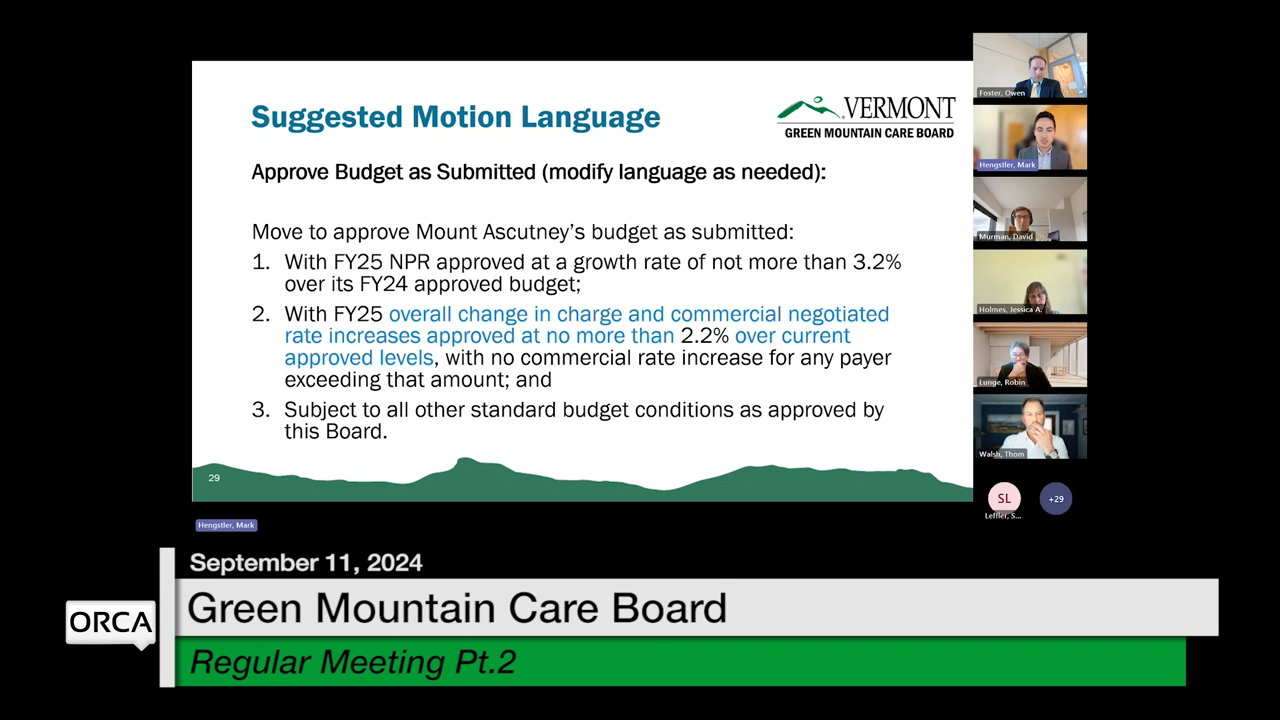 Suggested Motion Language
VERMONT
GREEN MOUNTAIN CARE BOARD
Approve Budget as Submitted (modify language as needed):
Move to approve Mount Ascutney's budget as submitted:
1. With FY25 NPR approved at a growth rate of not more than 3.2%
over its FY24 approved budget;
2. With FY25 overall change in charge and commercial negotiated
rate increases approved at no more than 2.2% over current
approved levels, with no commercial rate increase for any payer
exceeding that amount; and
3. Subject to all other standard budget conditions as approved by
this Board.
29
Foster, Owen
Hengstler, Mark
Murman, David
Holmes, Jessica A.
Lunge, Robin
Walsh, Thom
SL
+29
Leffler, S...
Hengstler, Mark
September 11, 2024
ORCA
Green Mountain Care Board
Regular Meeting Pt.2